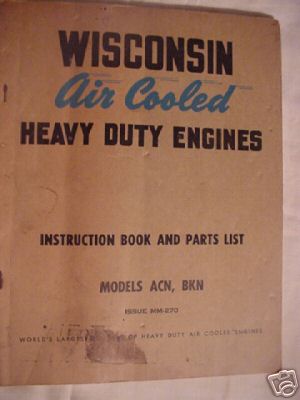 WISCONSIN
Air Cooled
HEAVY DUTY ENGINES
INSTRUCTION BOOK AND PARTS LIST
MODELS ACN, BKN
ISSUE MM-270
WORLD'S OF HEAVY DUTY AIR COOLED ENGINES